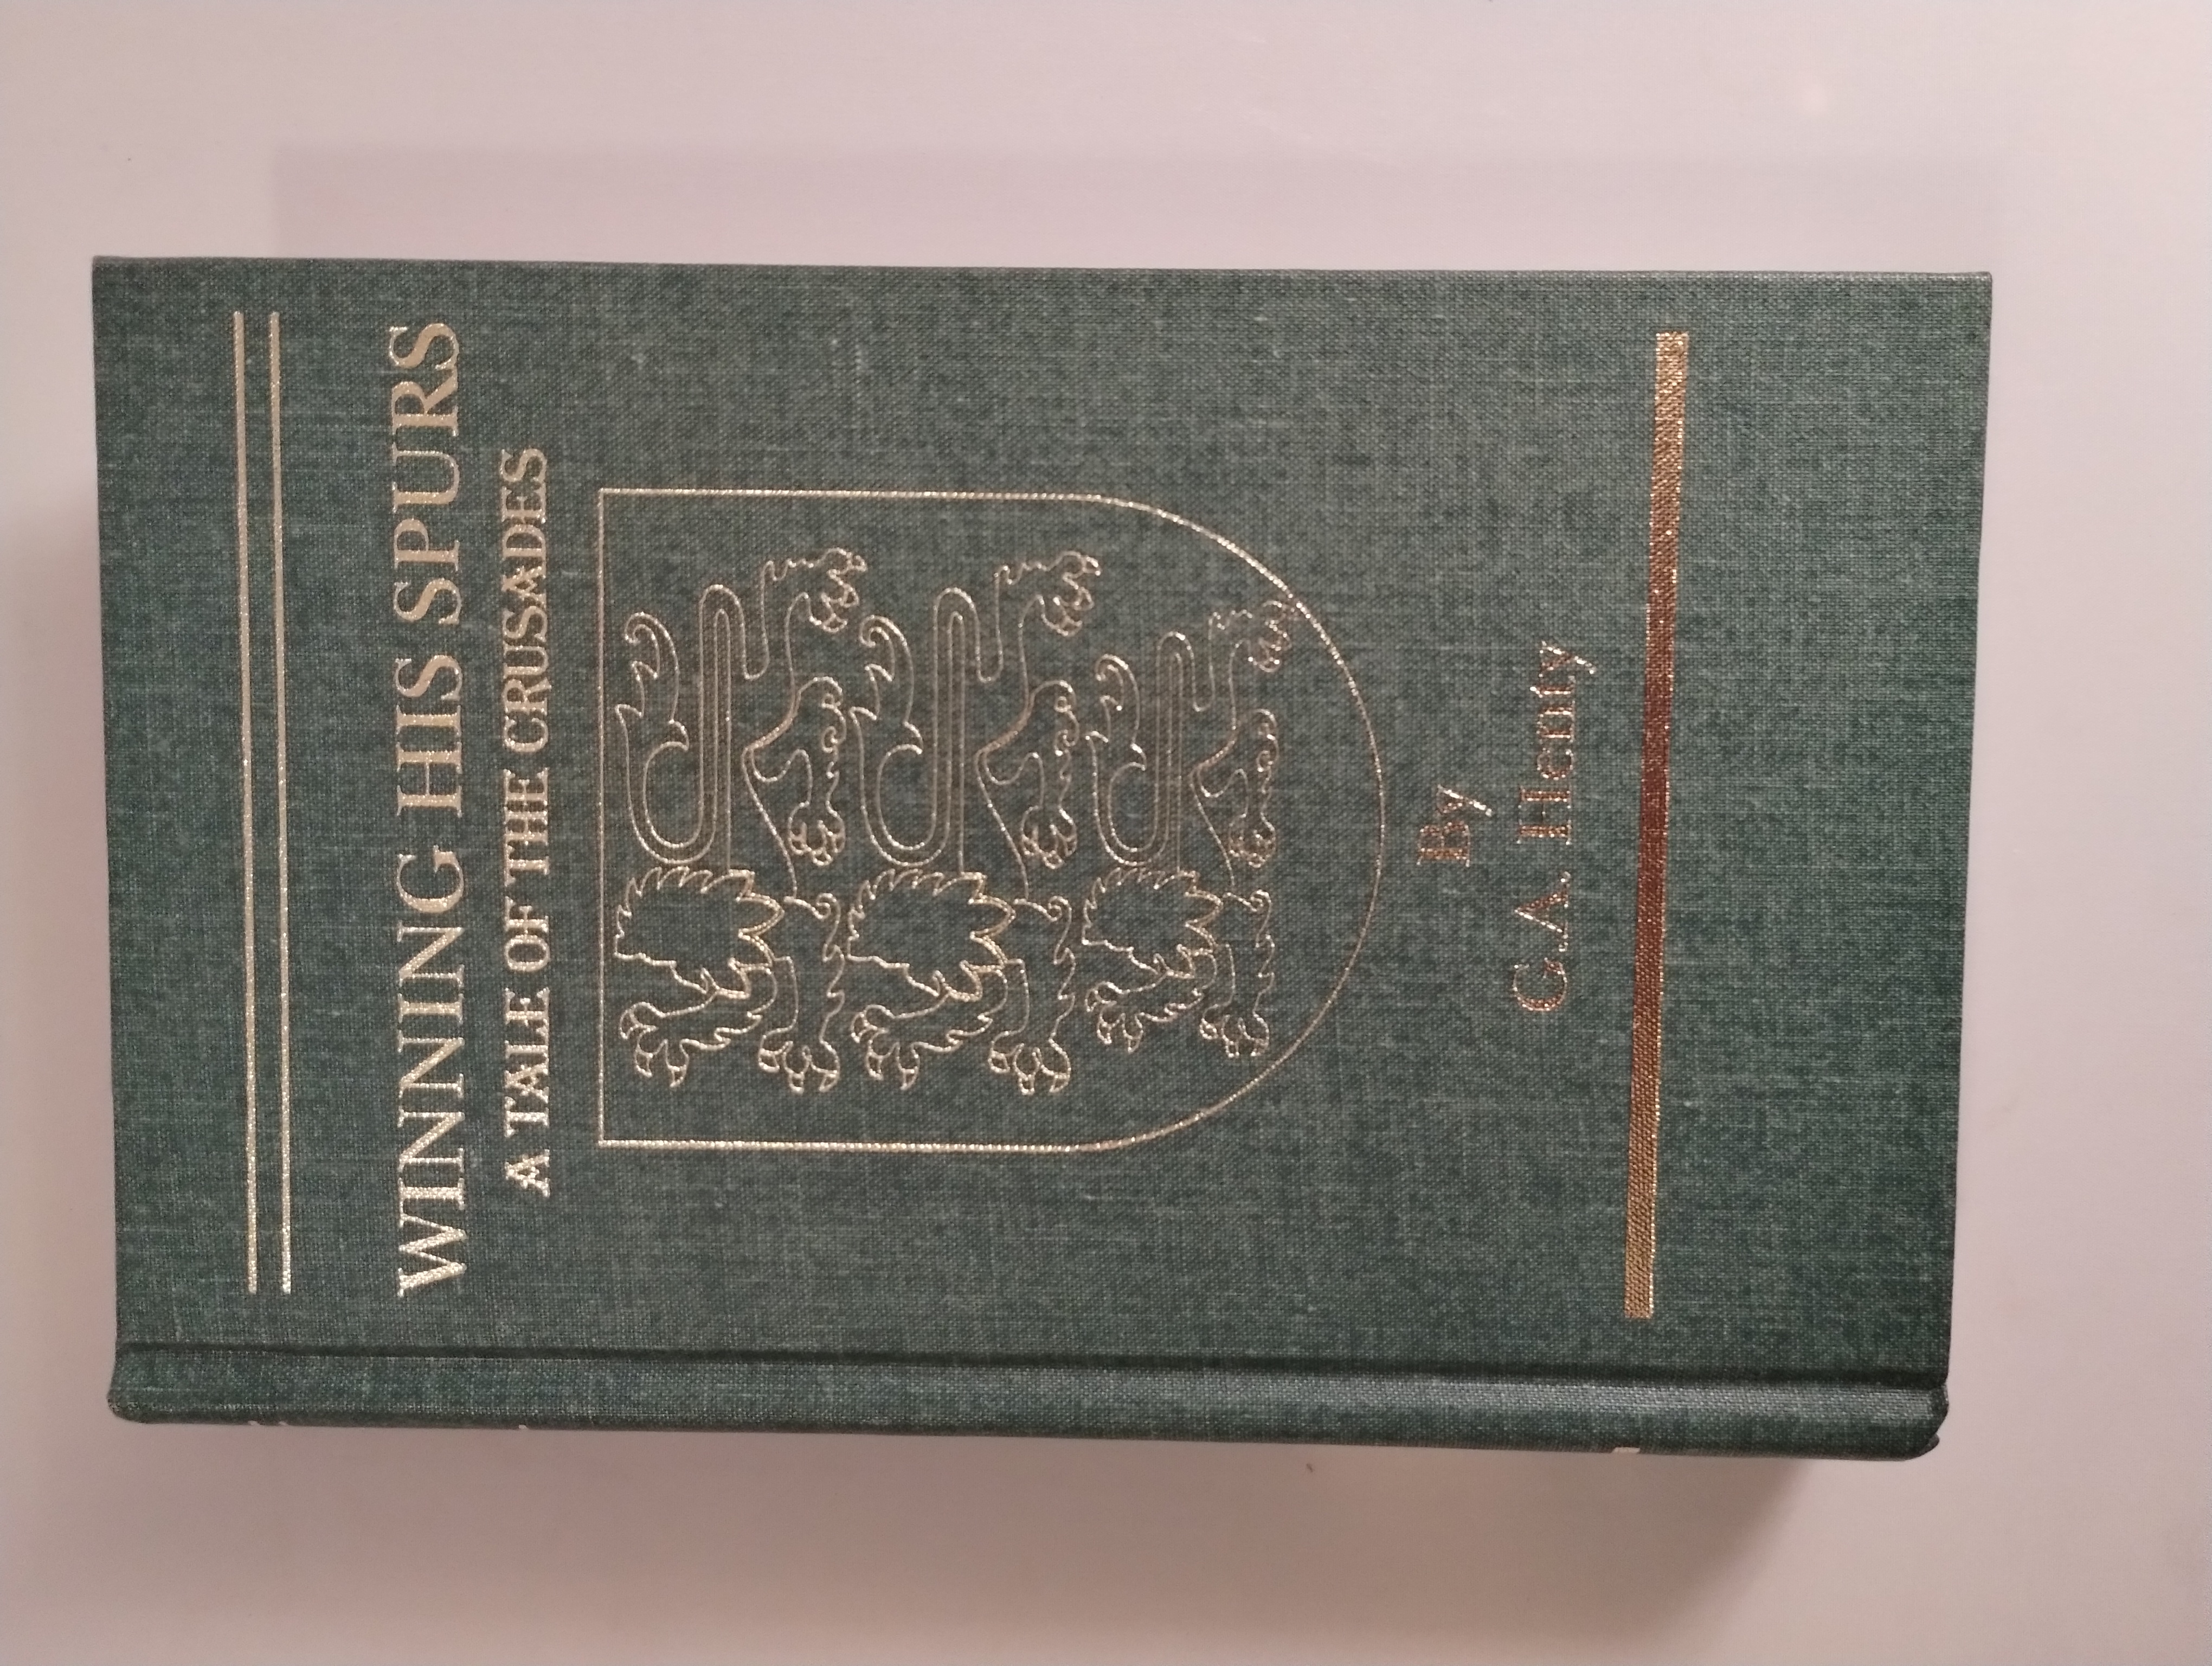 WINNING HIS SPURS
A TALE OF THE CRUSADES
By
G.A. Henty